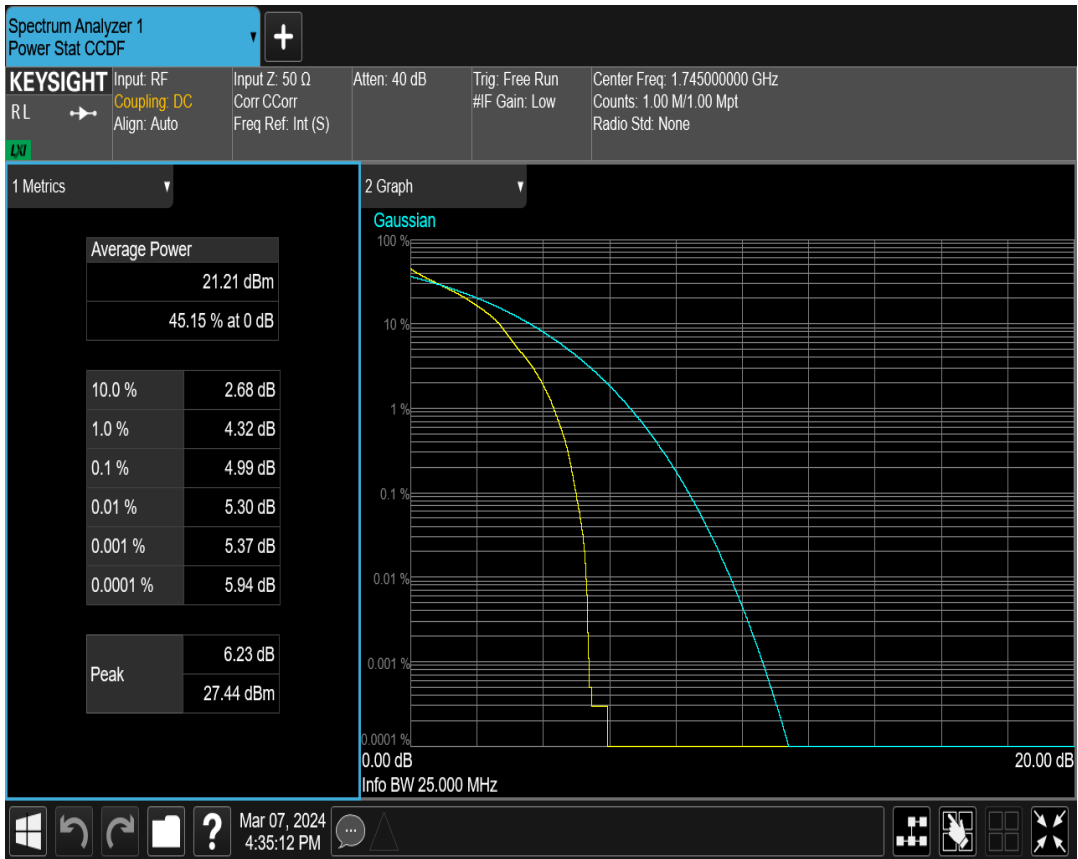 Spectrum Analyzer 1
Power Stat CCDF
KEYSIGHT
RL
LXI
Input: RF
Coupling: DC
Align: Auto
Input Z: 50 Ω
Corr CCorr
Freq Ref: Int (S)
Atten: 40 dB
Trig: Free Run
#IF Gain: Low
Center Freq: 1.745000000 GHz
Counts: 1.00 M/1.00 Mpt
Radio Std: None
1 Metrics
Average Power
21.21 dBm
45.15 % at 0 dB
10.0 % 2.68 dB
1.0 % 4.32 dB
0.1 % 4.99 dB
0.01 % 5.30 dB
0.001 % 5.37 dB
0.0001 % 5.94 dB
Peak
6.23 dB
27.44 dBm
2 Graph
Gaussian
100 %
10 %
1 %
0.1 %
0.01 %
0.001 %
0.0001 %
0.00 dB 20.00 dB
Info BW 25.000 MHz
?
Mar 07, 2024
4:35:12 PM